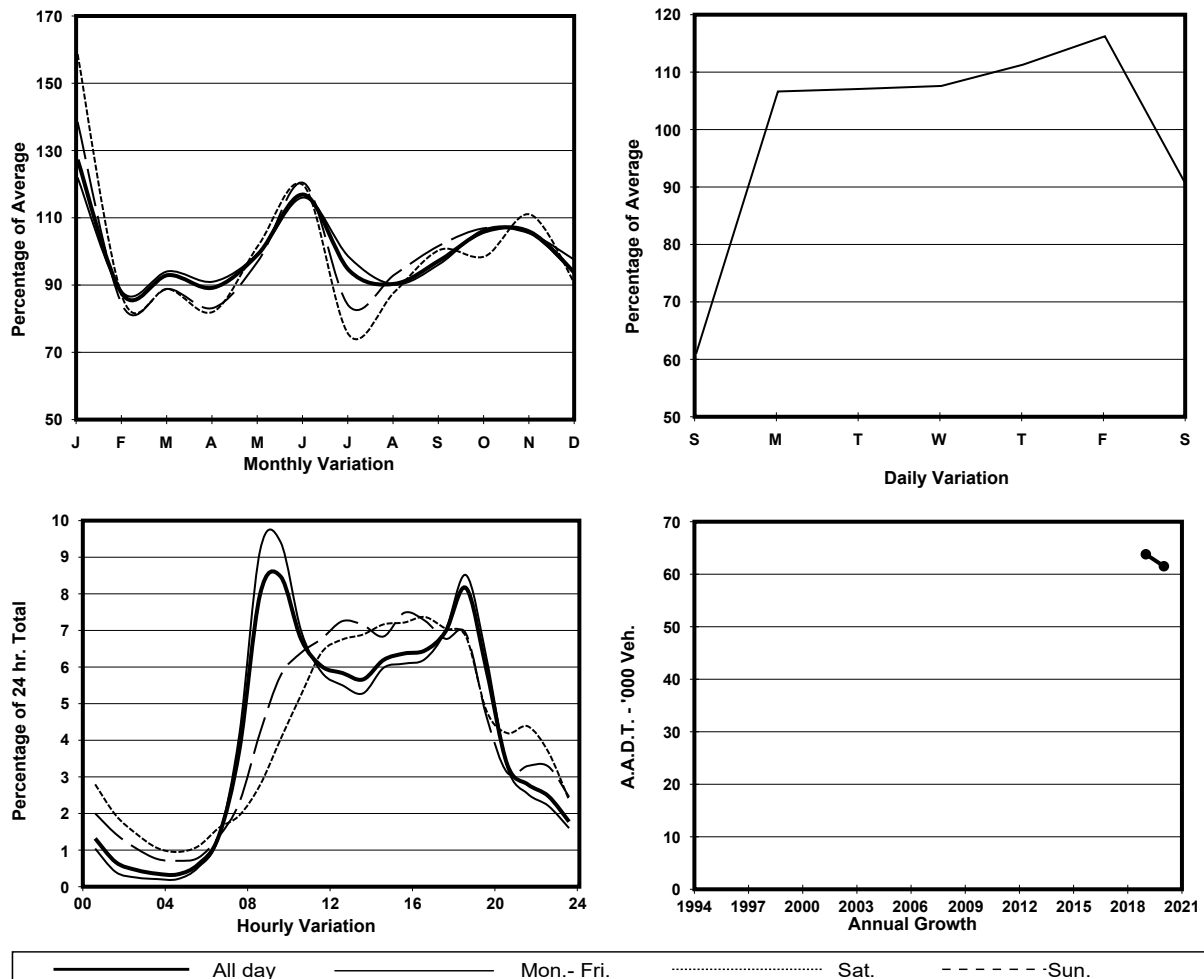 170
150
130
110
90
70
50
Percentage of Average
J F M A M J J A S O N D
Monthly Variation
120
110
100
90
80
70
60
50
Percentage of Average
S M T W T F S
Daily Variation
10
9
8
7
6
5
4
3
2
1
0
Percentage of 24 hr. Total
00 04 08 12 16 20 24
Hourly Variation
70
60
50
40
30
20
10
0
A.A.D.T. - '000 Veh.
1994 1997 2000 2003 2006 2009 2012 2015 2018 2021
Annual Growth
All day Mon.- Fri. Sat. Sun.